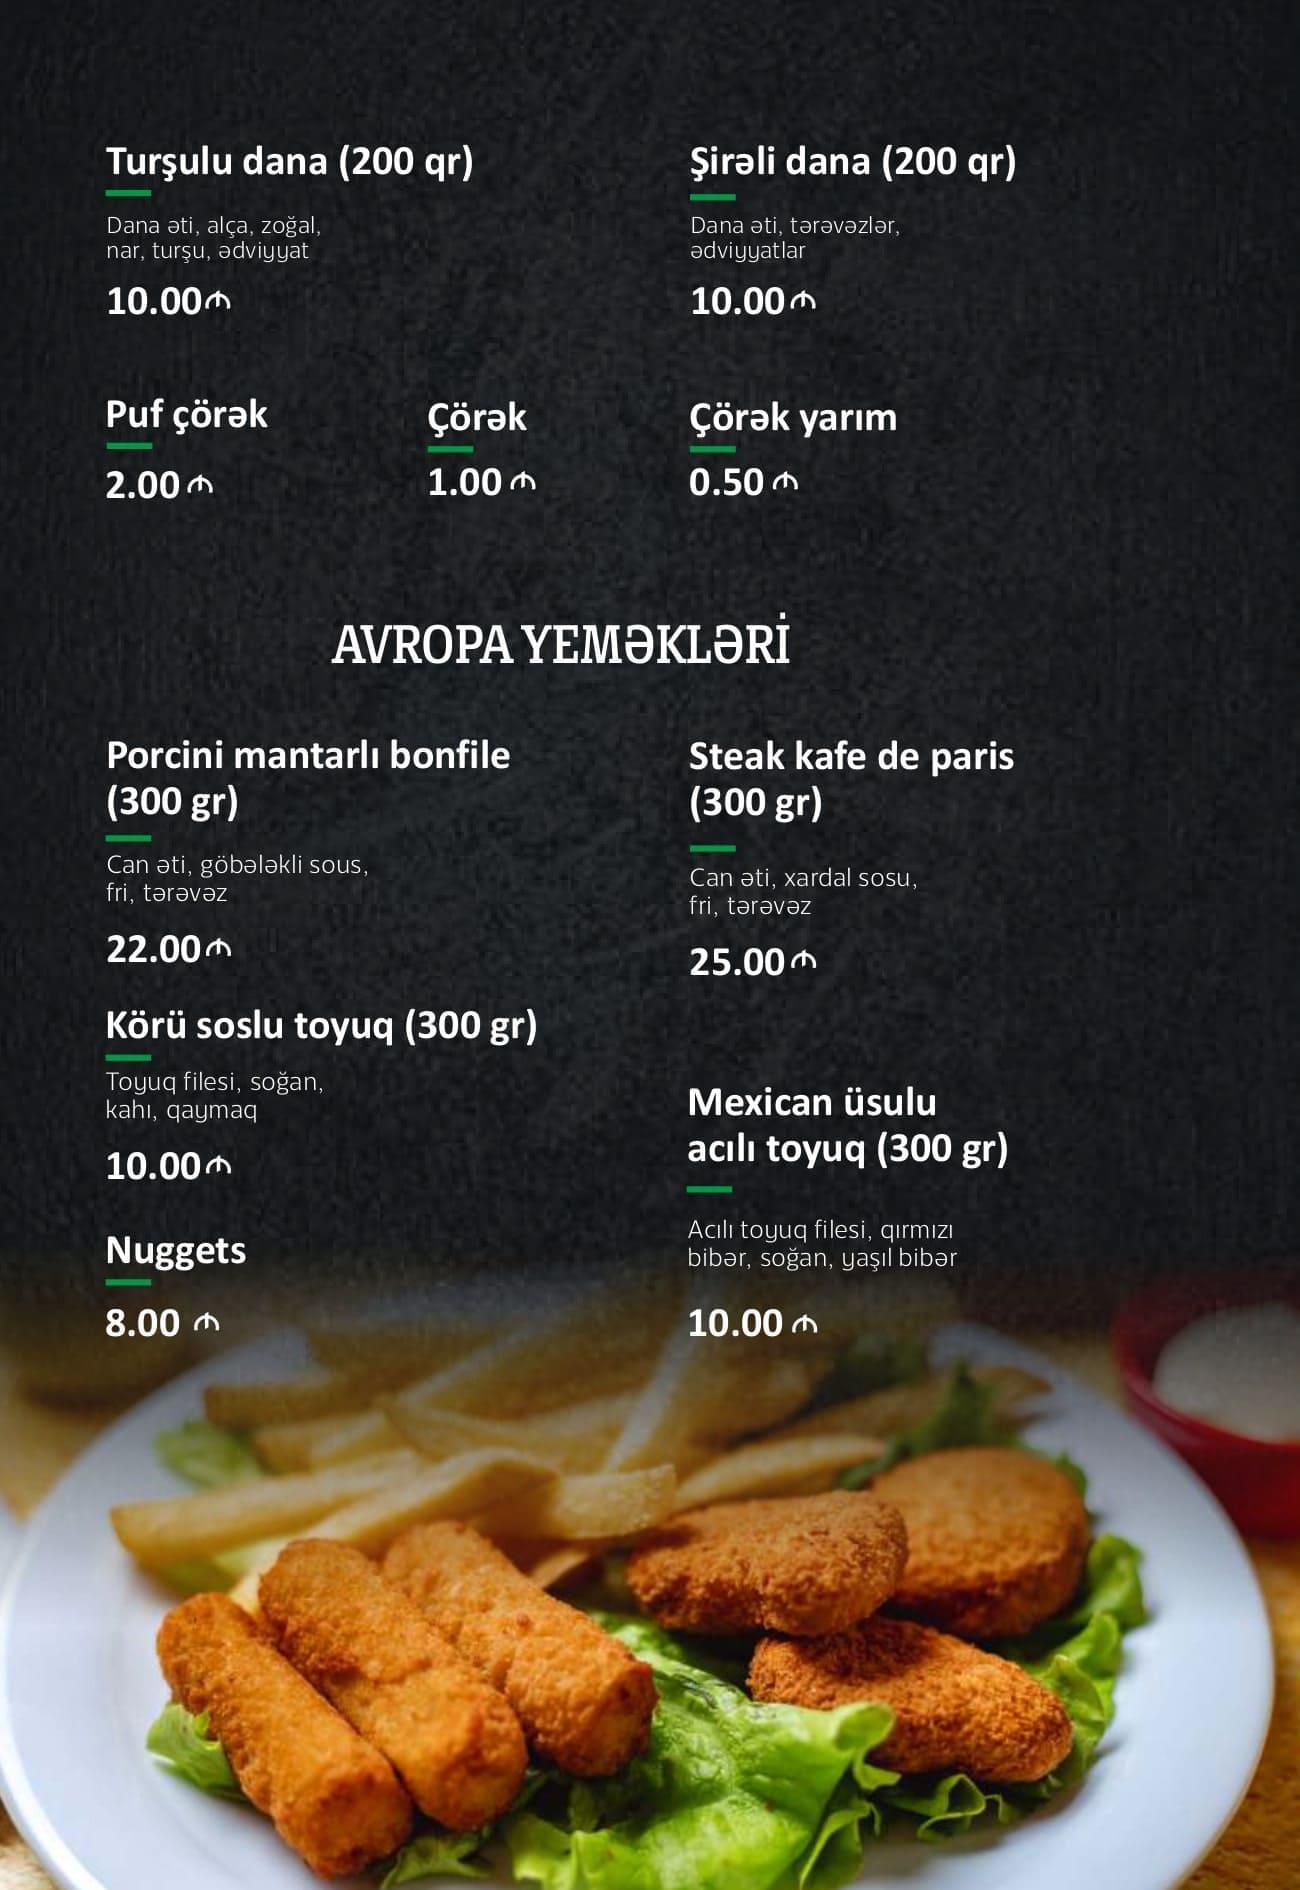 Turşulu dana (200 qr)
Dana əti, alça, zoğal,
nar, turşu, ədviyyat
10.00₼
Şirəli dana (200 qr)
Dana əti, tərəvəzlər,
ədviyyatlar
10.00₼
Puf çörək
2.00 ₼
Çörək
1.00 ₼
Çörək yarım
0.50 ₼
AVROPA YEMƏKLƏRİ
Porcini mantarlı bonfile
(300 gr)
Can əti, göbələkli sous,
fri, tərəvəz
22.00₼
Steak kafe de paris
(300 gr)
Can əti, xardal sosu,
fri, tərəvəz
25.00₼
Körü soslu toyuq (300 gr)
Toyuq filesi, soğan,
kahı, qaymaq
10.00₼
Mexican üsulu
acılı toyuq (300 gr)
Acılı toyuq filesi, qırmızı
bibər, soğan, yaşıl bibər
10.00 ₼
Nuggets
8.00 ₼